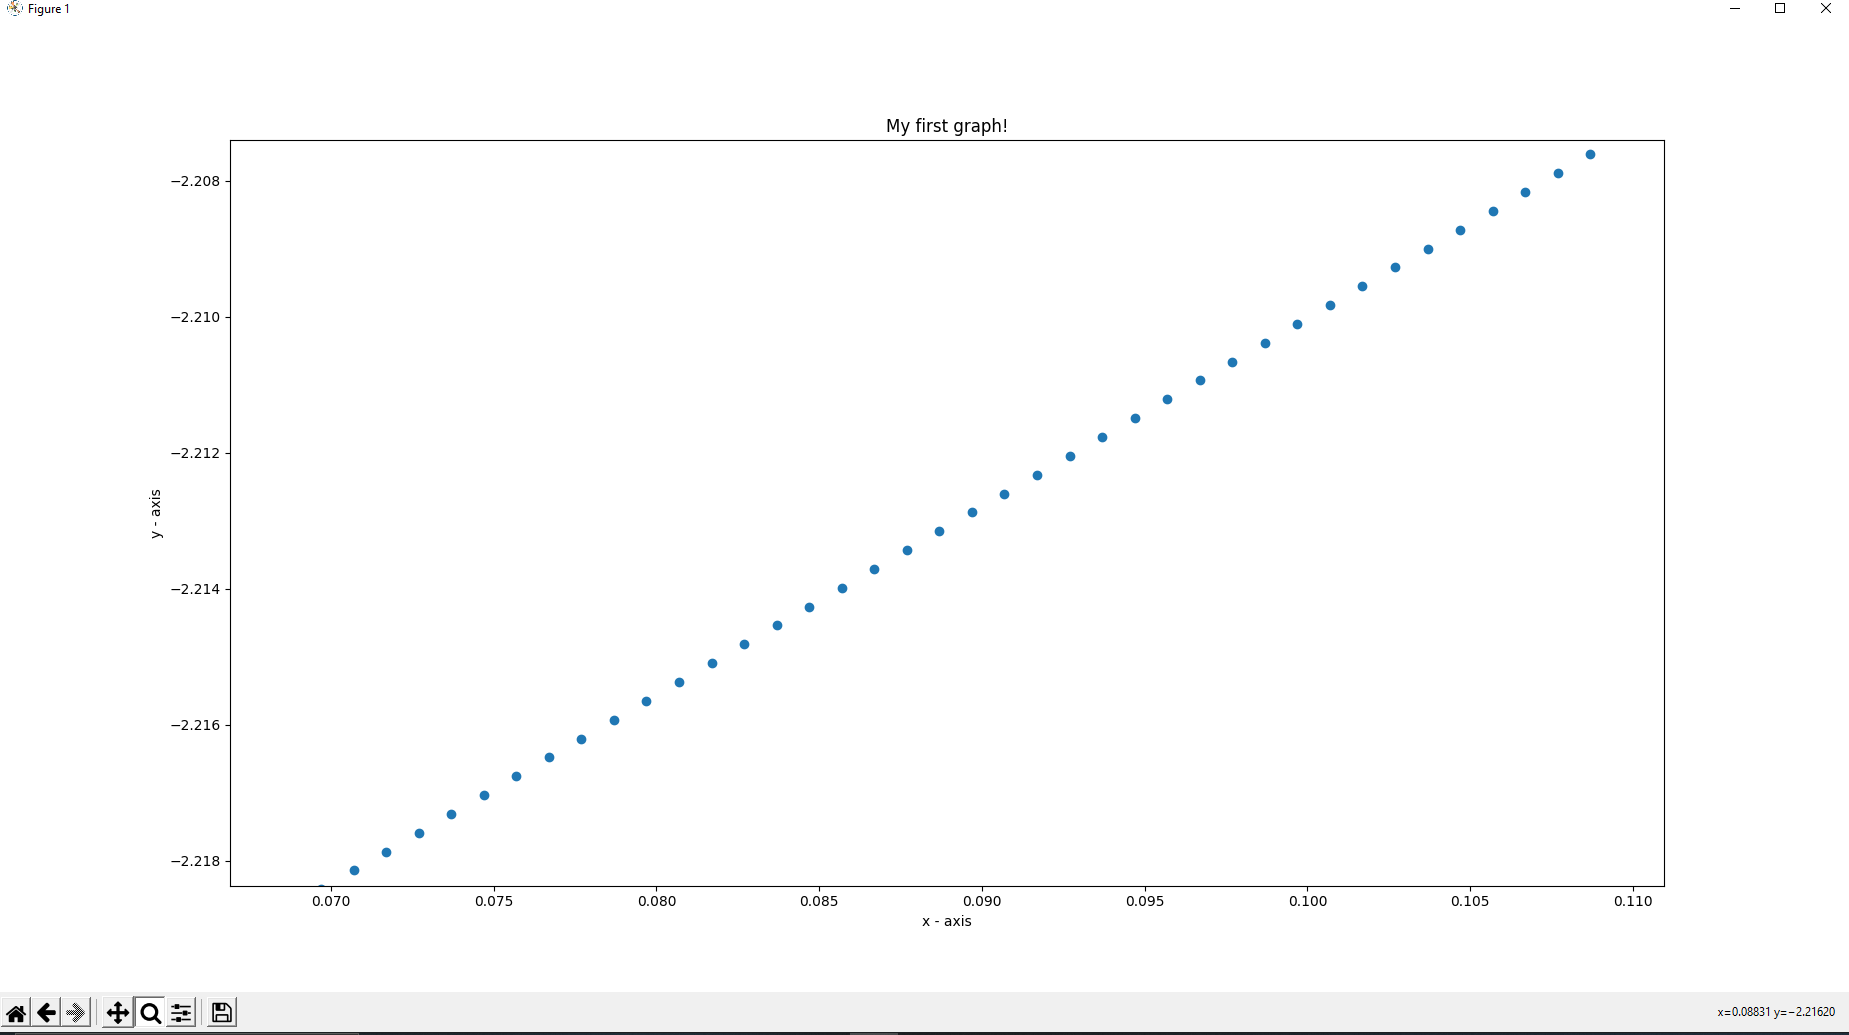 Figure 1
My first graph!
−2.208
−2.210
−2.212
−2.214
−2.216
−2.218
y - axis
0.070 0.075 0.080 0.085 0.090 0.095 0.100 0.105 0.110
x - axis
x=0.08831 y=−2.21620